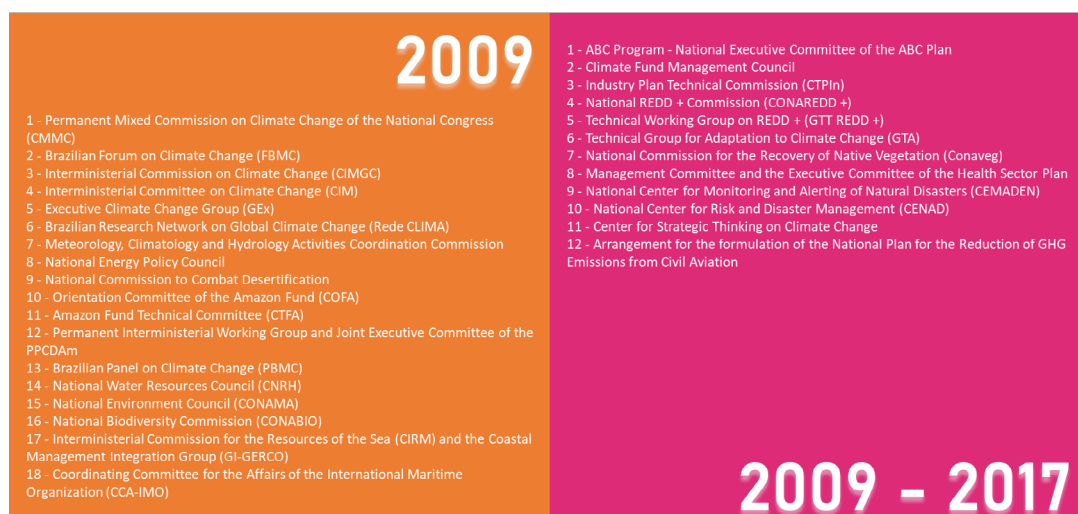 2009
1 - Permanent Mixed Commission on Climate Change of the National Congress
(CMMC)
2 - Brazilian Forum on Climate Change (FBMC)
3 - Interministerial Commission on Climate Change (CIMGC)
4 - Interministerial Committee on Climate Change (CIM)
5 - Executive Climate Change Group (GEx)
6 - Brazilian Research Network on Global Climate Change (Rede CLIMA)
7 - Meteorology, Climatology and Hydrology Activities Coordination Commission
8 - National Energy Policy Council
9 - National Commission to Combat Desertification
10 - Orientation Committee of the Amazon Fund (COFA)
11 - Amazon Fund Technical Committee (CTFA)
12 - Permanent Interministerial Working Group and Joint Executive Committee of the
PPCDAm
13 - Brazilian Panel on Climate Change (PBMC)
14 - National Water Resources Council (CNRH)
15 - National Environment Council (CONAMA)
16 - National Biodiversity Commission (CONABIO)
17 - Interministerial Commission for the Resources of the Sea (CIRM) and the Coastal
Management Integration Group (GI-GERCO)
18 - Coordinating Committee for the Affairs of the International Maritime
Organization (CCA-IMO)
1 - ABC Program - National Executive Committee of the ABC Plan
2 - Climate Fund Management Council
3 - Industry Plan Technical Commission (CTPIn)
4 - National REDD + Commission (CONAREDD +)
5 - Technical Working Group on REDD + (GTT REDD +)
6 - Technical Group for Adaptation to Climate Change (GTA)
7 - National Commission for the Recovery of Native Vegetation (Conaveg)
8 - Management Committee and the Executive Committee of the Health Sector Plan
9 - National Center for Monitoring and Alerting of Natural Disasters (CEMADEN)
10 - National Center for Risk and Disaster Management (CENAD)
11 - Center for Strategic Thinking on Climate Change
12 - Arrangement for the formulation of the National Plan for the Reduction of GHG
Emissions from Civil Aviation
2009 - 2017